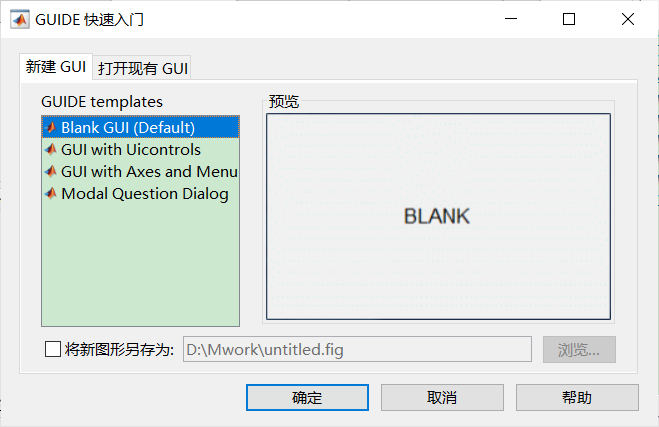 GUIDE 快速入门
新建 GUI 打开现有 GUI
GUIDE templates
Blank GUI (Default)
GUI with Uicontrols
GUI with Axes and Menu
Modal Question Dialog
预览
BLANK
将新图形另存为: D:\Mwork\untitled.fig 浏览...
确定 取消 帮助